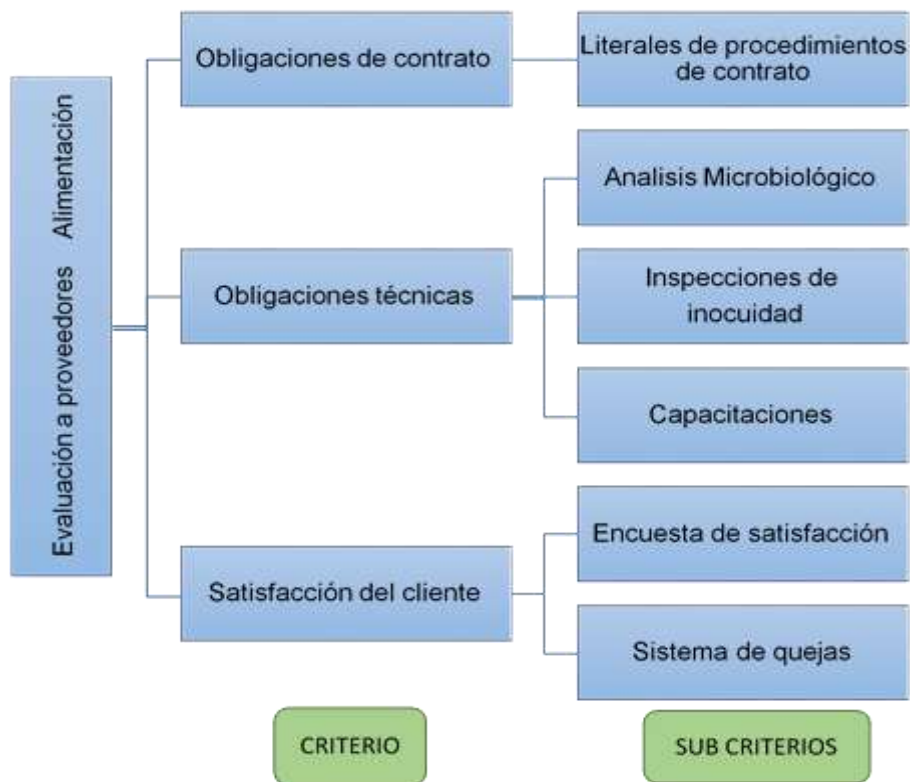 Evaluación a proveedores Alimentación
Obligaciones de contrato
Literales de procedimientos
de contrato
Obligaciones técnicas
Analisis Microbiológico
Inspecciones de
inocuidad
Capacitaciones
Satisfacción del cliente
Encuesta de satisfacción
Sistema de quejas
CRITERIO
SUB CRITERIOS